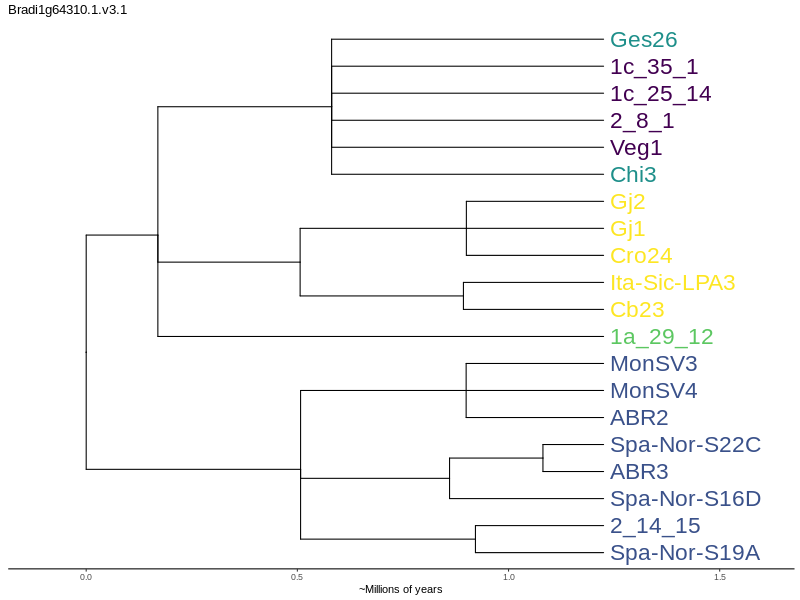 Bradi1g64310.1.v3.1
Ges26
1c_35_1
1c_25_14
2_8_1
Veg1
Chi3
Gj2
Gj1
Cro24
Ita-Sic-LPA3
Cb23
1a_29_12
MonSV3
MonSV4
ABR2
Spa-Nor-S22C
ABR3
Spa-Nor-S16D
2_14_15
Spa-Nor-S19A
0.0 0.5 1.0 1.5
~Millions of years